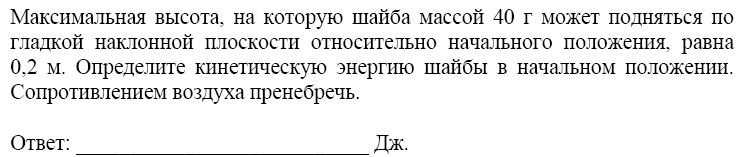 Максимальная высота, на которую шайба массой 40 г может подняться по
гладкой наклонной плоскости относительно начального положения, равна
0,2 м. Определите кинетическую энергию шайбы в начальном положении.
Сопротивлением воздуха пренебречь.
Ответ: ___________________________ Дж.